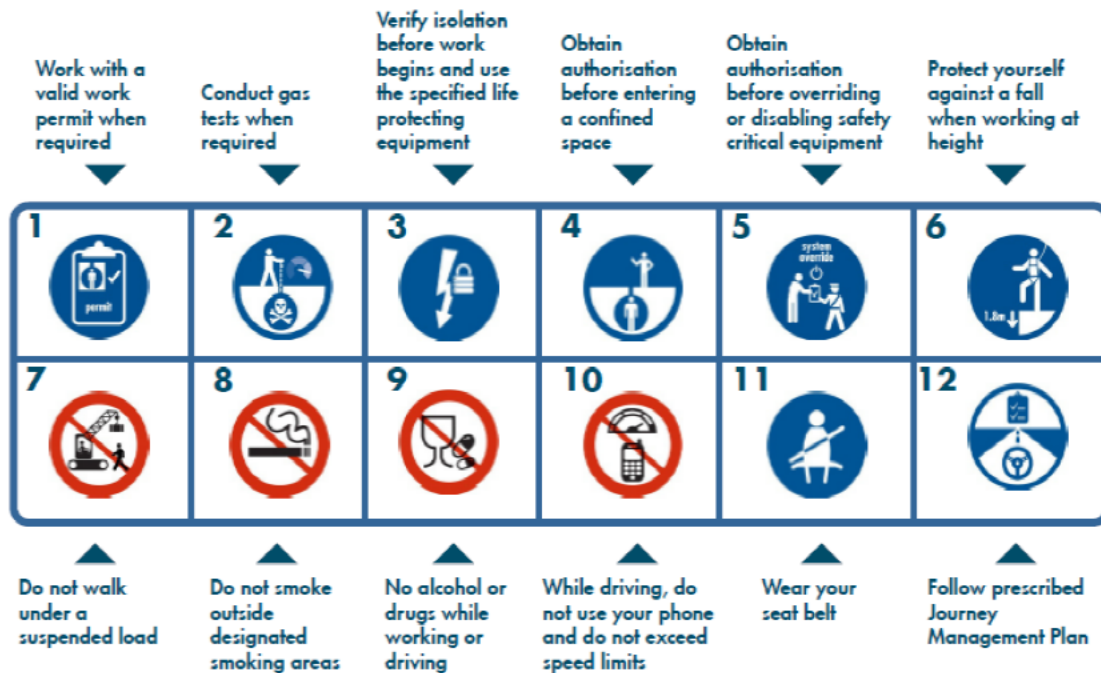 Work with a
valid work
permit when
required
Conduct gas
tests when
required
Verify isolation
before work
begins and use
the specified life
protecting
equipment
Obtain
authorisation
before entering
a confined
space
Obtain
authorisation
before overriding
or disabling safety
critical equipment
Protect yourself
against a fall
when working at
height
1
permit
2
3
4
5
system
override
6
1.8m
7
8
9
10
11
12
Do not walk
under a
suspended load
Do not smoke
outside
designated
smoking areas
No alcohol or
drugs while
working or
driving
While driving, do
not use your phone
and do not exceed
speed limits
Wear your
seat belt
Follow prescribed
Journey
Management Plan